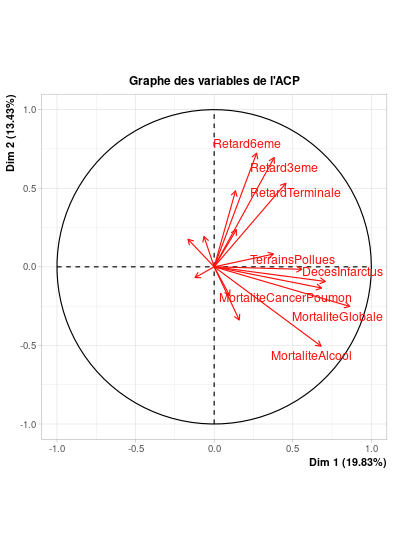 Graphe des variables de l'ACP
Dim 2 (13.43%)
1.0
0.5
0.0
-0.5
-1.0
Retard6eme
Retard3eme
RetardTerminale
TerrainsPollues
DecesInfarctus
MortaliteCancerPoumon
MortaliteGlobale
MortaliteAlcool
-1.0 -0.5 0.0 0.5 1.0
Dim 1 (19.83%)